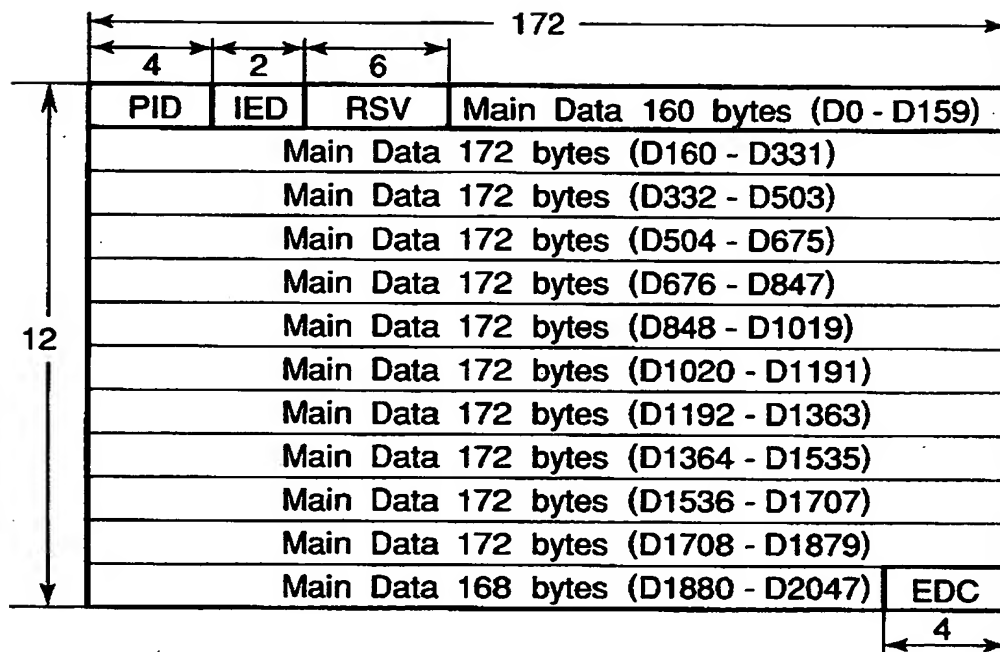 172
4 2 6
PID IED RSV Main Data 160 bytes (D0 - D159)
Main Data 172 bytes (D160 - D331)
Main Data 172 bytes (D332 - D503)
Main Data 172 bytes (D504 - D675)
Main Data 172 bytes (D676 - D847)
12 Main Data 172 bytes (D848 - D1019)
Main Data 172 bytes (D1020 - D1191)
Main Data 172 bytes (D1192 - D1363)
Main Data 172 bytes (D1364 - D1535)
Main Data 172 bytes (D1536 - D1707)
Main Data 172 bytes (D1708 - D1879)
Main Data 168 bytes (D1880 - D2047) EDC
4